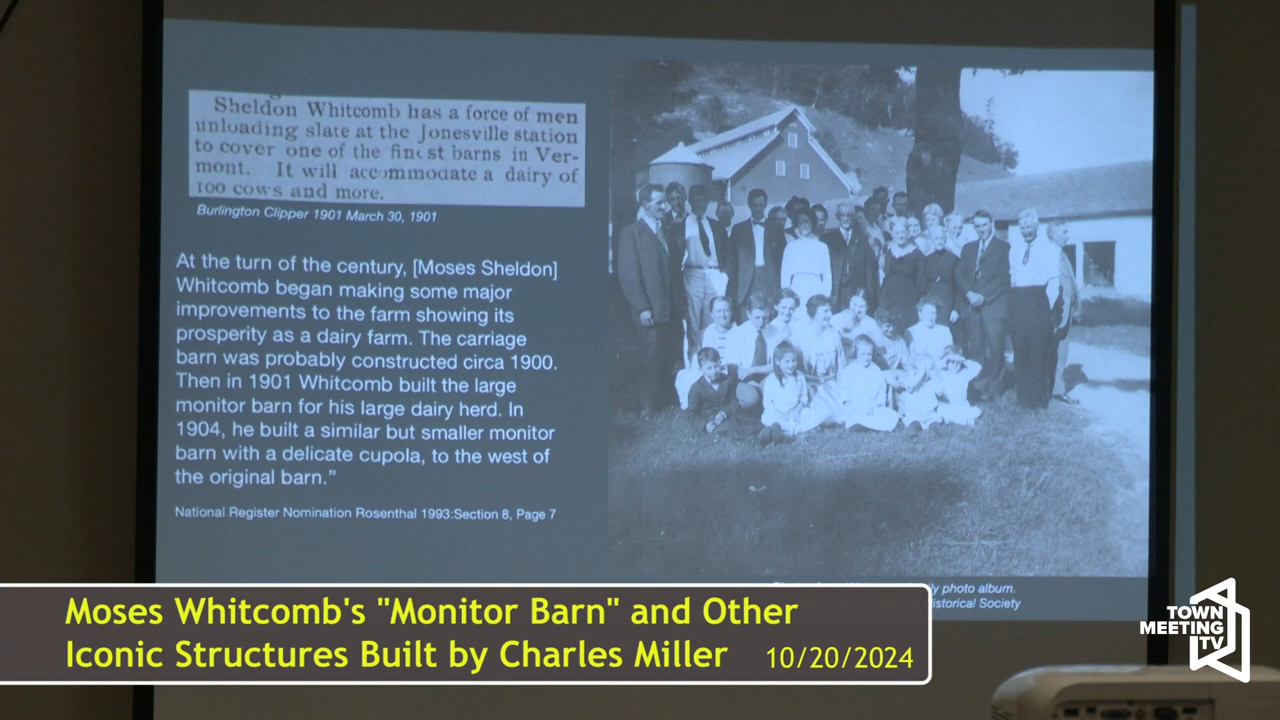 Sheldon Whitcomb has a force of men
unloading slate at the Jonesville station
to cover one of the finest barns in Ver-
mont. It will accommodate a dairy of
100 cows and more.
Burlington Clipper 1901 March 30, 1901
At the turn of the century, [Moses Sheldon]
Whitcomb began making some major
improvements to the farm showing its
prosperity as a dairy farm. The carriage
barn was probably constructed circa 1900.
Then in 1901 Whitcomb built the large
monitor barn for his large dairy herd. In
1904, he built a similar but smaller monitor
barn with a delicate cupola, to the west of
the original barn.”
National Register Nomination Rosenthal 1993:Section 8, Page 7
photo album.
Historical Society
Moses Whitcomb's "Monitor Barn" and Other
Iconic Structures Built by Charles Miller 10/20/2024
TOWN
MEETING
TV